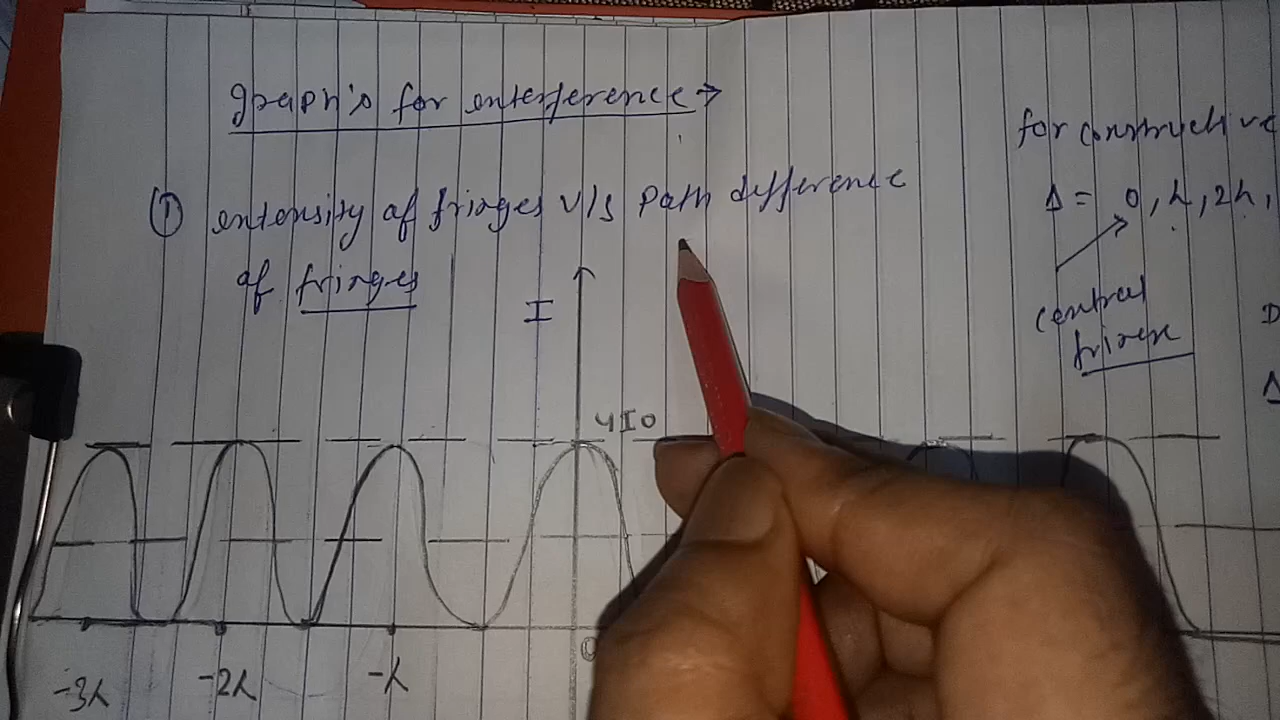 graph's for interference →
① intensity of fringes v/s path difference
of fringes
for constructive
Δ = 0, λ, 2λ,
central
fringe
I
4I0
-3λ -2λ -λ 0